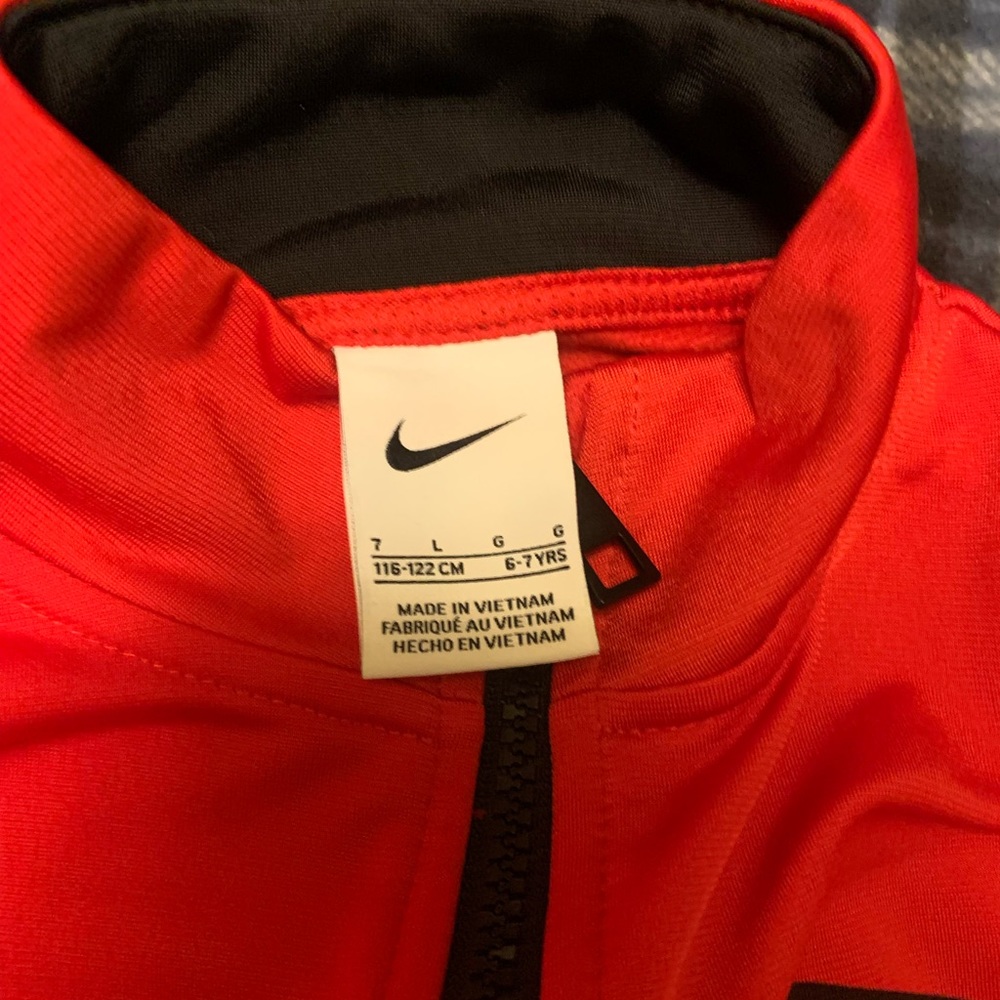 7 L G G
116-122 CM 6-7 YRS
MADE IN VIETNAM
FABRIQUÉ AU VIETNAM
HECHO EN VIETNAM